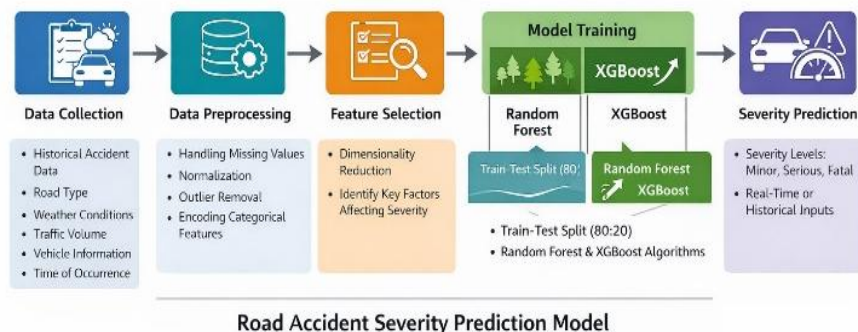 Model Training
XGBoost
Data Collection
Data Preprocessing
Feature Selection
Random
Forest
XGBoost
Severity Prediction
• Historical Accident
Data
• Road Type
• Weather Conditions
• Traffic Volume
• Vehicle Information
• Time of Occurrence
• Handling Missing Values
• Normalization
• Outlier Removal
• Encoding Categorical
Features
• Dimensionality
Reduction
• Identify Key Factors
Affecting Severity
Train-Test Split (80:
Random Forest
XGBoost
• Train-Test Split (80:20)
• Random Forest & XGBoost Algorithms
• Severity Levels:
Minor, Serious, Fatal
• Real-Time or
Historical Inputs
Road Accident Severity Prediction Model